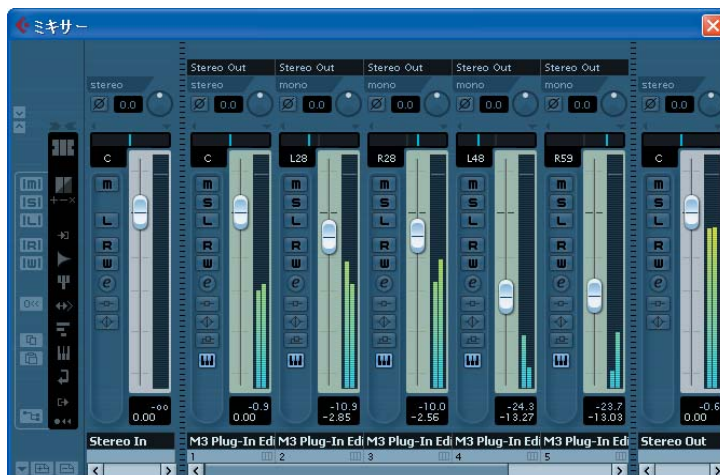 ミキサー
Stereo Out Stereo Out Stereo Out Stereo Out Stereo Out
stereo stereo mono mono mono mono stereo
0.0 0.0 0.0 0.0 0.0 0.0 0.0
C C L28 R28 L48 R59 C
m m m m m m m
S S S S S
L L L L L L L
R R R R R R R
W W W W W W W
e e e e e e e
[M]
[S]
[L]
[R]
[W]
-oo -0.9 -10.9 -10.0 -24.3 -23.7 -0.6
0.00 0.00 -2.85 -2.56 -13.27 -13.03 0.00
Stereo In M3 Plug-In Edi M3 Plug-In Edi M3 Plug-In Edi M3 Plug-In Edi M3 Plug-In Edi Stereo Out
1 2 3 4 5